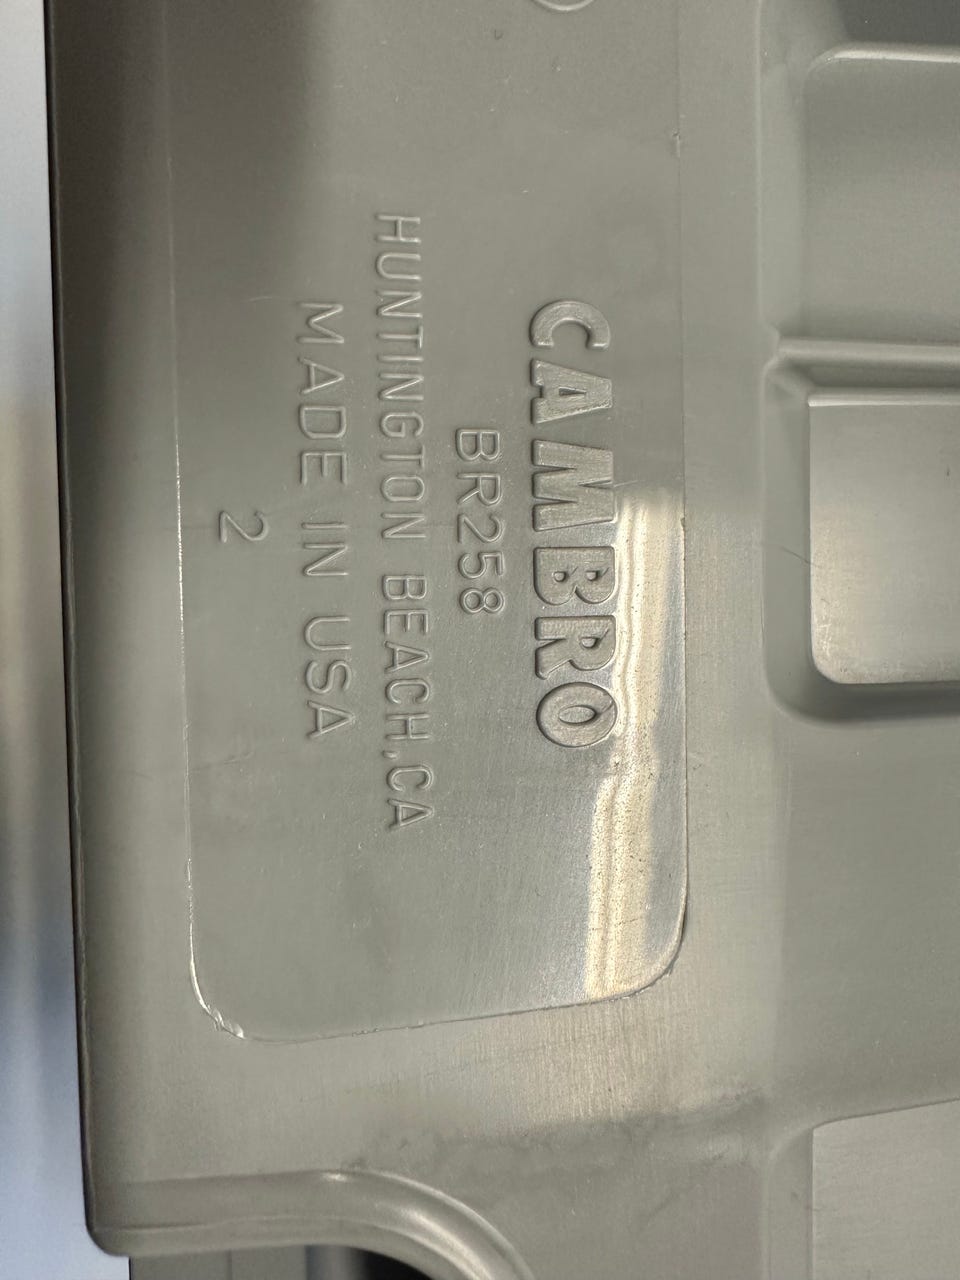 CAMBRO
BR258
HUNTINGTON BEACH, CA
MADE IN USA
2